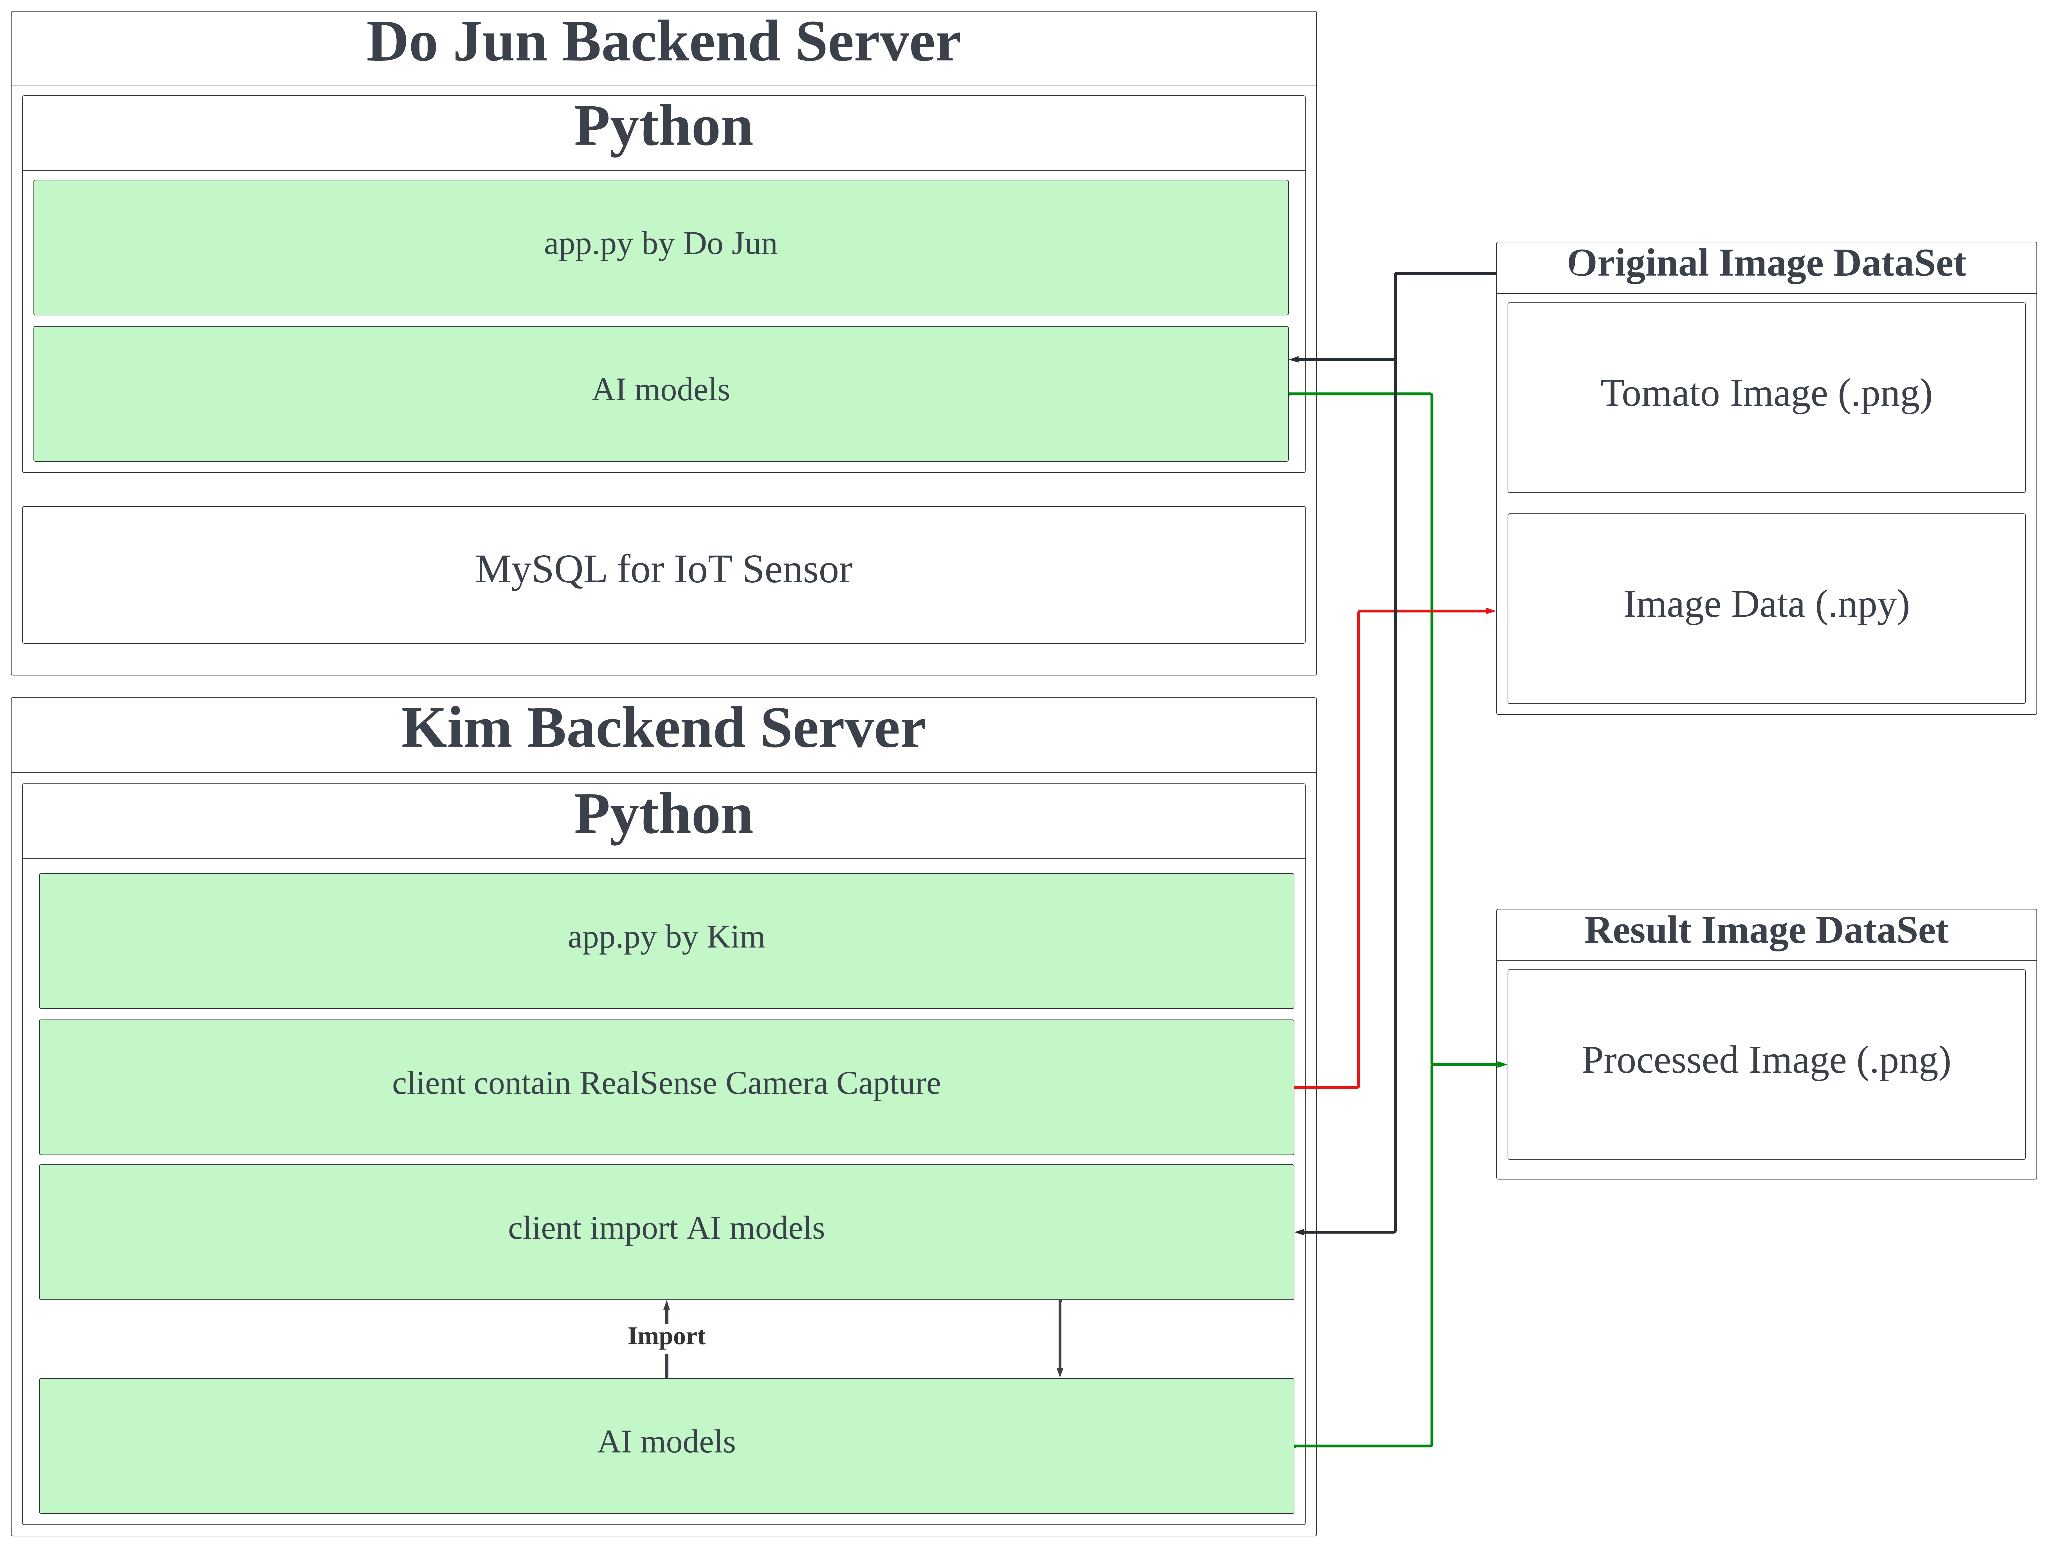 Do Jun Backend Server
Python
app.py by Do Jun
AI models
MySQL for IoT Sensor
Kim Backend Server
Python
app.py by Kim
client contain RealSense Camera Capture
client import AI models
Import
AI models
Original Image DataSet
Tomato Image (.png)
Image Data (.npy)
Result Image DataSet
Processed Image (.png)